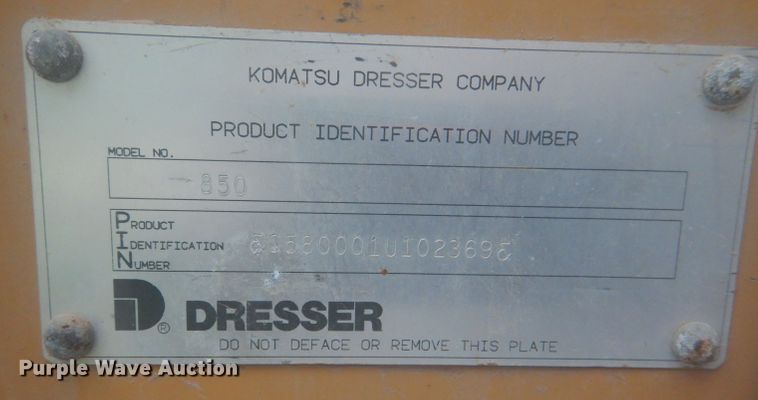 KOMATSU DRESSER COMPANY
PRODUCT IDENTIFICATION NUMBER
MODEL NO.
850
PRODUCT
IDENTIFICATION
NUMBER
D ® DRESSER
DO NOT DEFACE OR REMOVE THIS PLATE
Purple Wave Auction